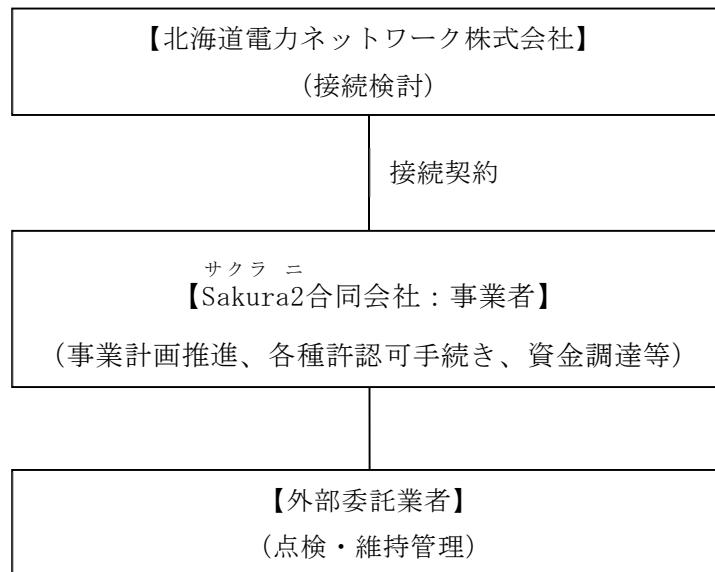 【北海道電力ネットワーク株式会社】
（接続検討）
接続契約
サクラ ニ
【Sakura2合同会社：事業者】
（事業計画推進、各種許認可手続き、資金調達等）
【外部委託業者】
（点検・維持管理）